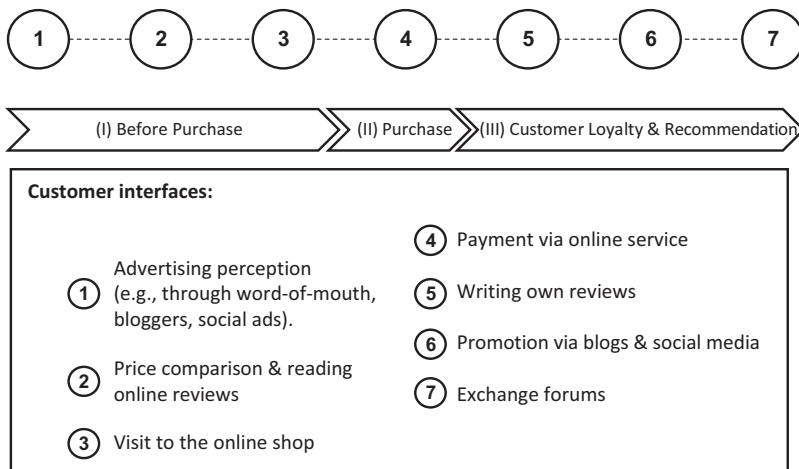 1 2 3 4 5 6 7
(I) Before Purchase (II) Purchase (III) Customer Loyalty & Recommendation
Customer interfaces:
1 Advertising perception
(e.g., through word-of-mouth,
bloggers, social ads).
2 Price comparison & reading
online reviews
3 Visit to the online shop
4 Payment via online service
5 Writing own reviews
6 Promotion via blogs & social media
7 Exchange forums